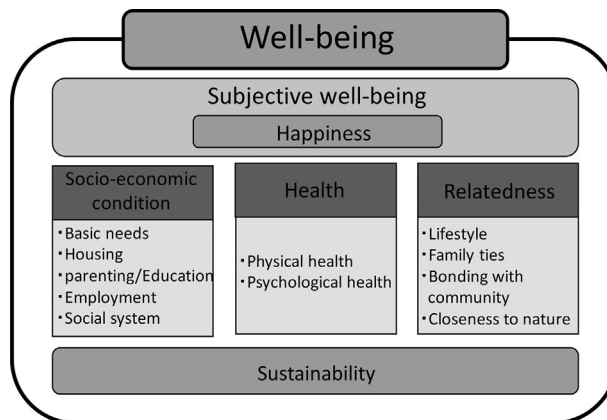 Well-being
Subjective well-being
Happiness
Socio-economic
condition
・Basic needs
・Housing
・parenting/Education
・Employment
・Social system
Health
・Physical health
・Psychological health
Relatedness
・Lifestyle
・Family ties
・Bonding with
community
・Closeness to nature
Sustainability